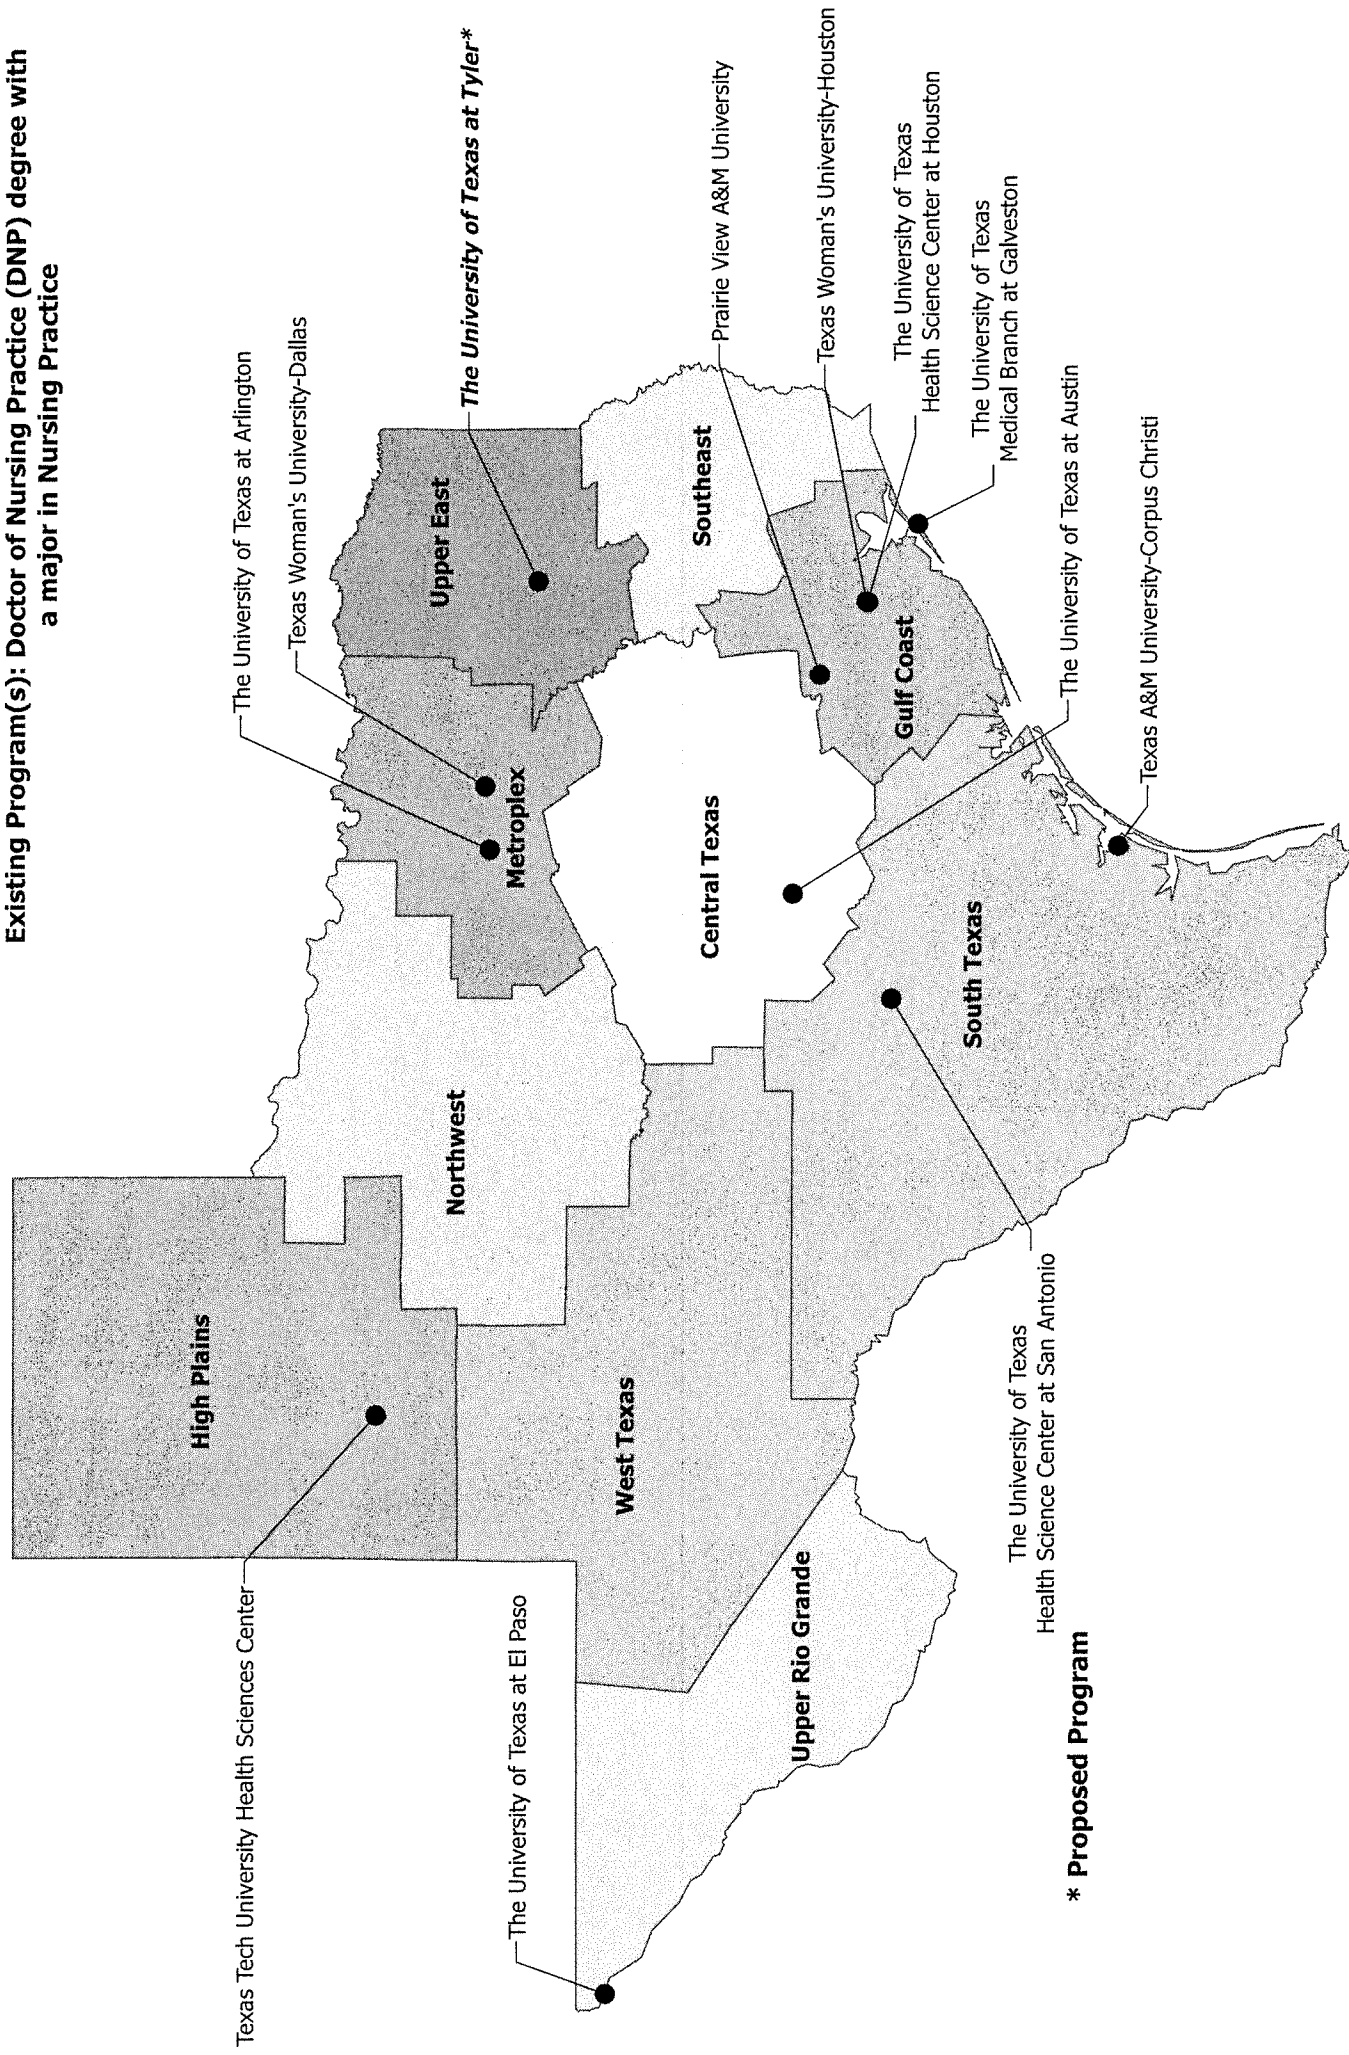 Existing Program(s): Doctor of Nursing Practice (DNP) degree with
a major in Nursing Practice
Texas Tech University Health Sciences Center
The University of Texas at Arlington
Texas Woman's University-Dallas
The University of Texas at El Paso
The University of Texas at Tyler*
High Plains
Northwest
Metroplex
Upper East
West Texas
Central Texas
Southeast
Upper Rio Grande
Gulf Coast
South Texas
Prairie View A&M University
Texas Woman's University-Houston
The University of Texas
Health Science Center at Houston
The University of Texas
Medical Branch at Galveston
The University of Texas at Austin
Texas A&M University-Corpus Christi
The University of Texas
Health Science Center at San Antonio
* Proposed Program